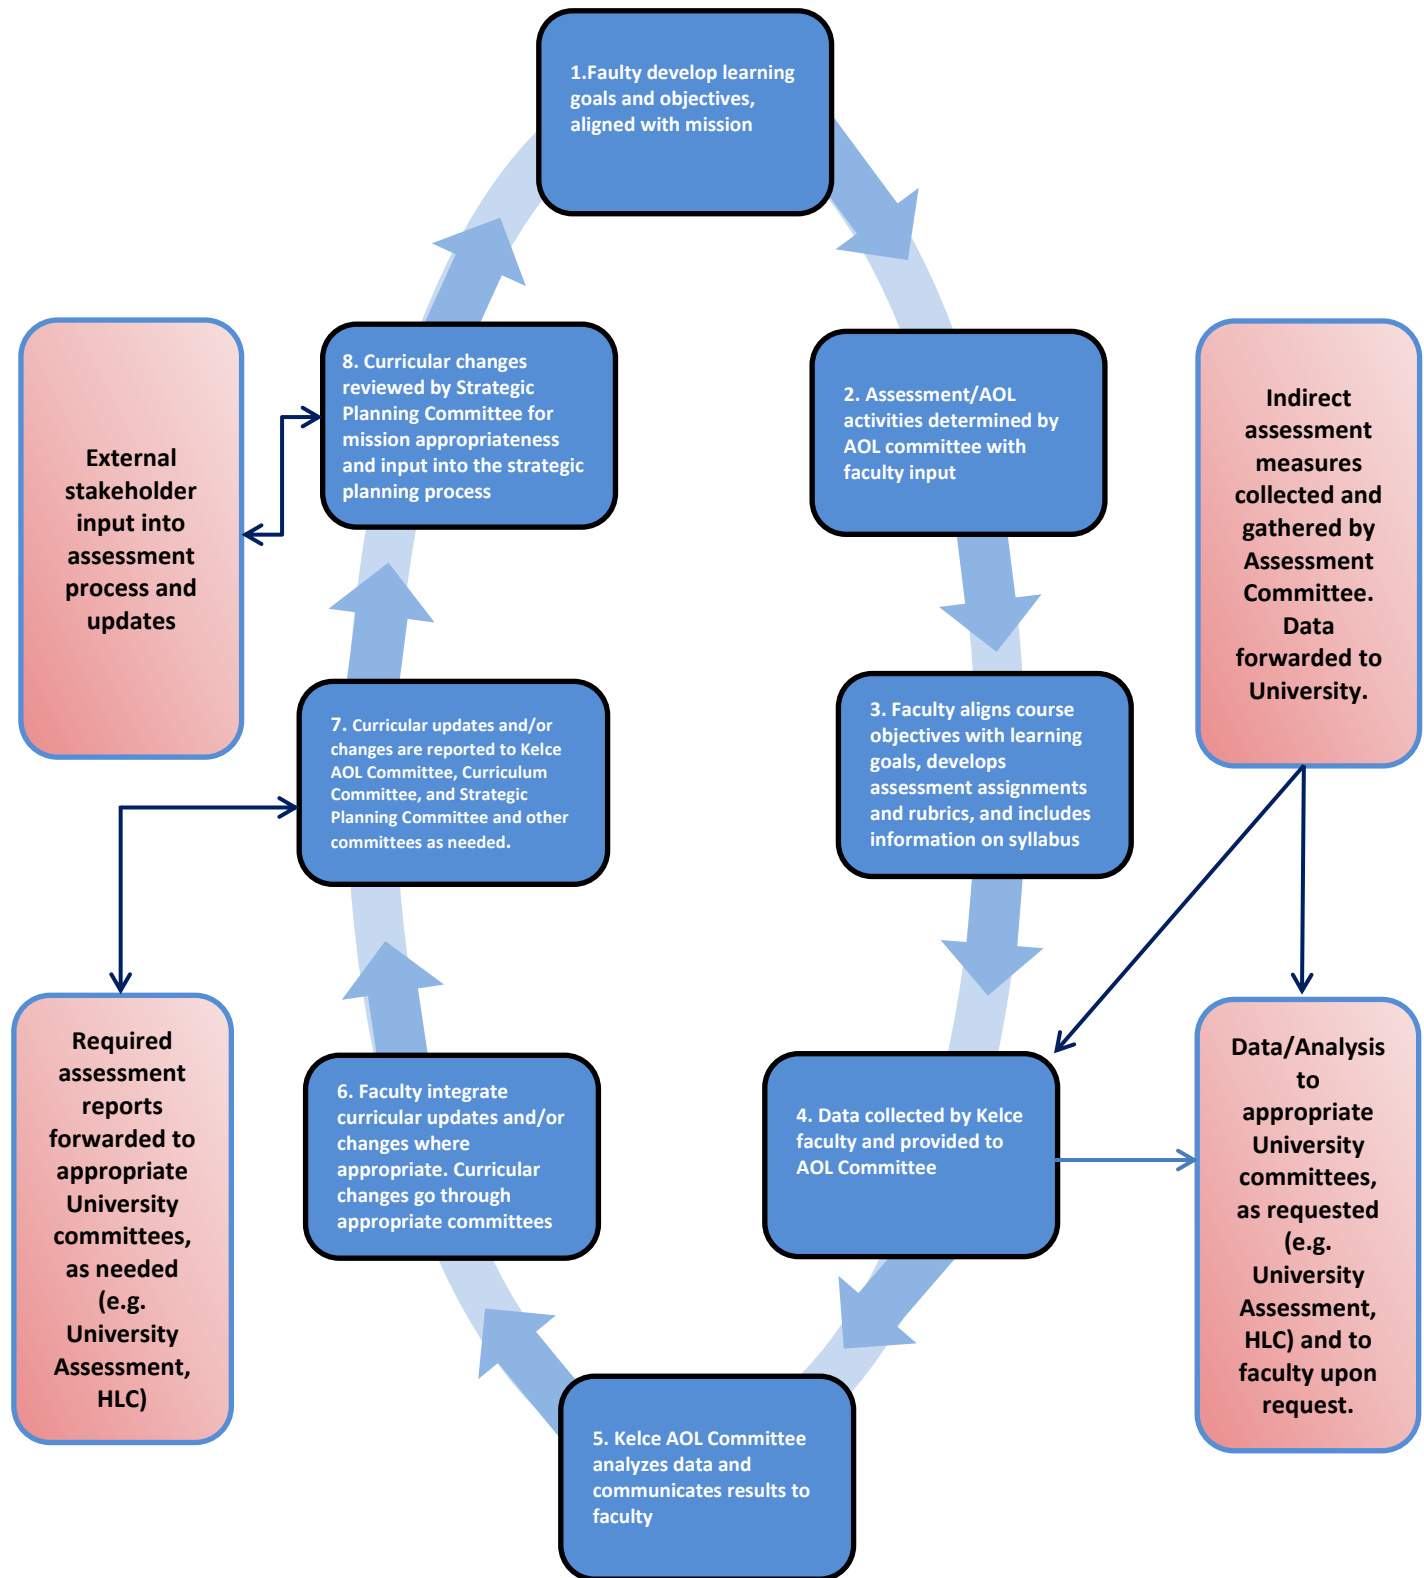 1.Faulty develop learning
goals and objectives,
aligned with mission
2. Assessment/AOL
activities determined by
AOL committee with
faculty input
3. Faculty aligns course
objectives with learning
goals, develops
assessment assignments
and rubrics, and includes
information on syllabus
4. Data collected by Kelce
faculty and provided to
AOL Committee
5. Kelce AOL Committee
analyzes data and
communicates results to
faculty
6. Faculty integrate
curricular updates and/or
changes where
appropriate. Curricular
changes go through
appropriate committees
7. Curricular updates and/or
changes are reported to Kelce
AOL Committee, Curriculum
Committee, and Strategic
Planning Committee and other
committees as needed.
8. Curricular changes
reviewed by Strategic
Planning Committee for
mission appropriateness
and input into the strategic
planning process
External
stakeholder
input into
assessment
process and
updates
Required
assessment
reports
forwarded to
appropriate
University
committees,
as needed
(e.g.
University
Assessment,
HLC)
Indirect
assessment
measures
collected and
gathered by
Assessment
Committee.
Data
forwarded to
University.
Data/Analysis
to
appropriate
University
committees,
as requested
(e.g.
University
Assessment,
HLC) and to
faculty upon
request.